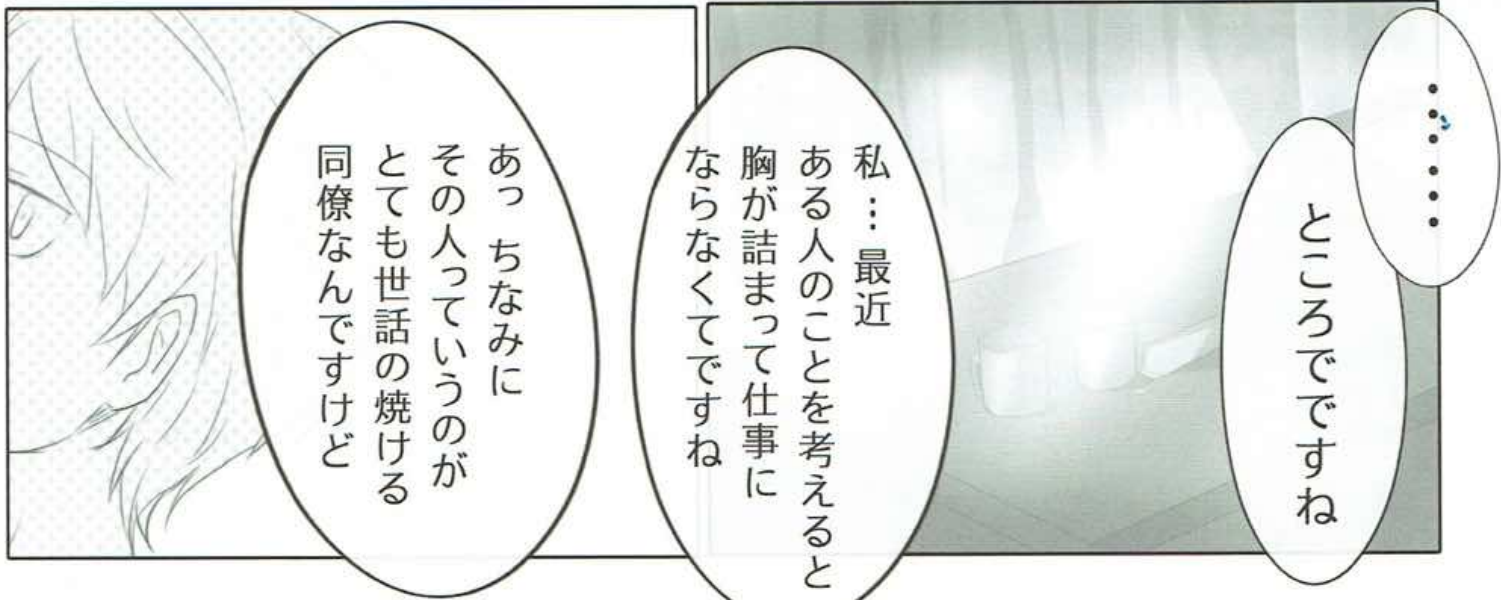 ・・・・・・
ところでですね
私…最近
ある人のことを考えると
胸が詰まって仕事に
ならなくてですね
あっ ちなみに
その人っていうのが
とても世話の焼ける
同僚なんですけど